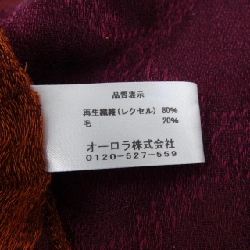 品質表示
再生繊維(レクセル) 80%
毛 20%
オーロラ株式会社
0120-527-559